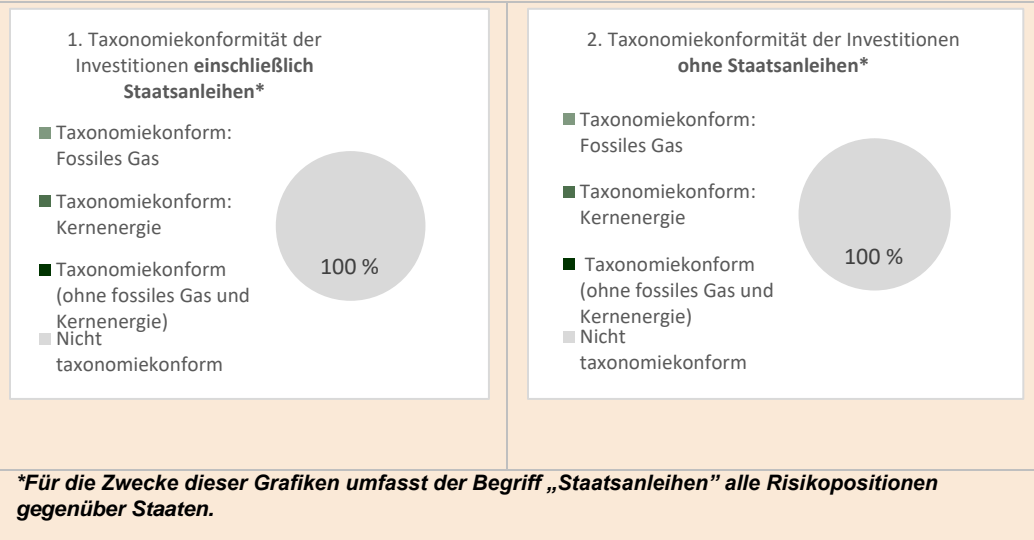 1. Taxonomiekonformität der
Investitionen einschließlich
Staatsanleihen*
Taxonomiekonform:
Fossiles Gas
Taxonomiekonform:
Kernenergie
Taxonomiekonform
(ohne fossiles Gas und
Kernenergie)
Nicht
taxonomiekonform
100 %
2. Taxonomiekonformität der Investitionen
ohne Staatsanleihen*
Taxonomiekonform:
Fossiles Gas
Taxonomiekonform:
Kernenergie
Taxonomiekonform
(ohne fossiles Gas und
Kernenergie)
Nicht
taxonomiekonform
100 %
*Für die Zwecke dieser Grafiken umfasst der Begriff „Staatsanleihen” alle Risikopositionen
gegenüber Staaten.